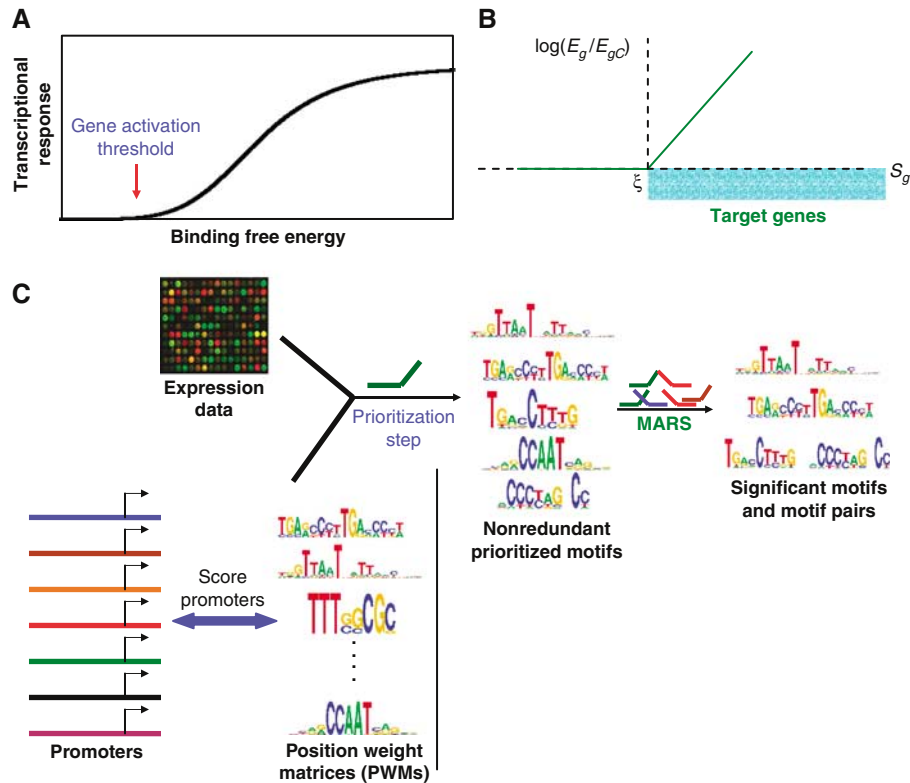 A
Transcriptional
response
Gene activation
threshold
Binding free energy
B
log(E_g/E_gC)
ξ
S_g
Target genes
C
Expression
data
Prioritization
step
MARS
Nonredundant
prioritized motifs
Significant motifs
and motif pairs
Score
promoters
Promoters
Position weight
matrices (PWMs)